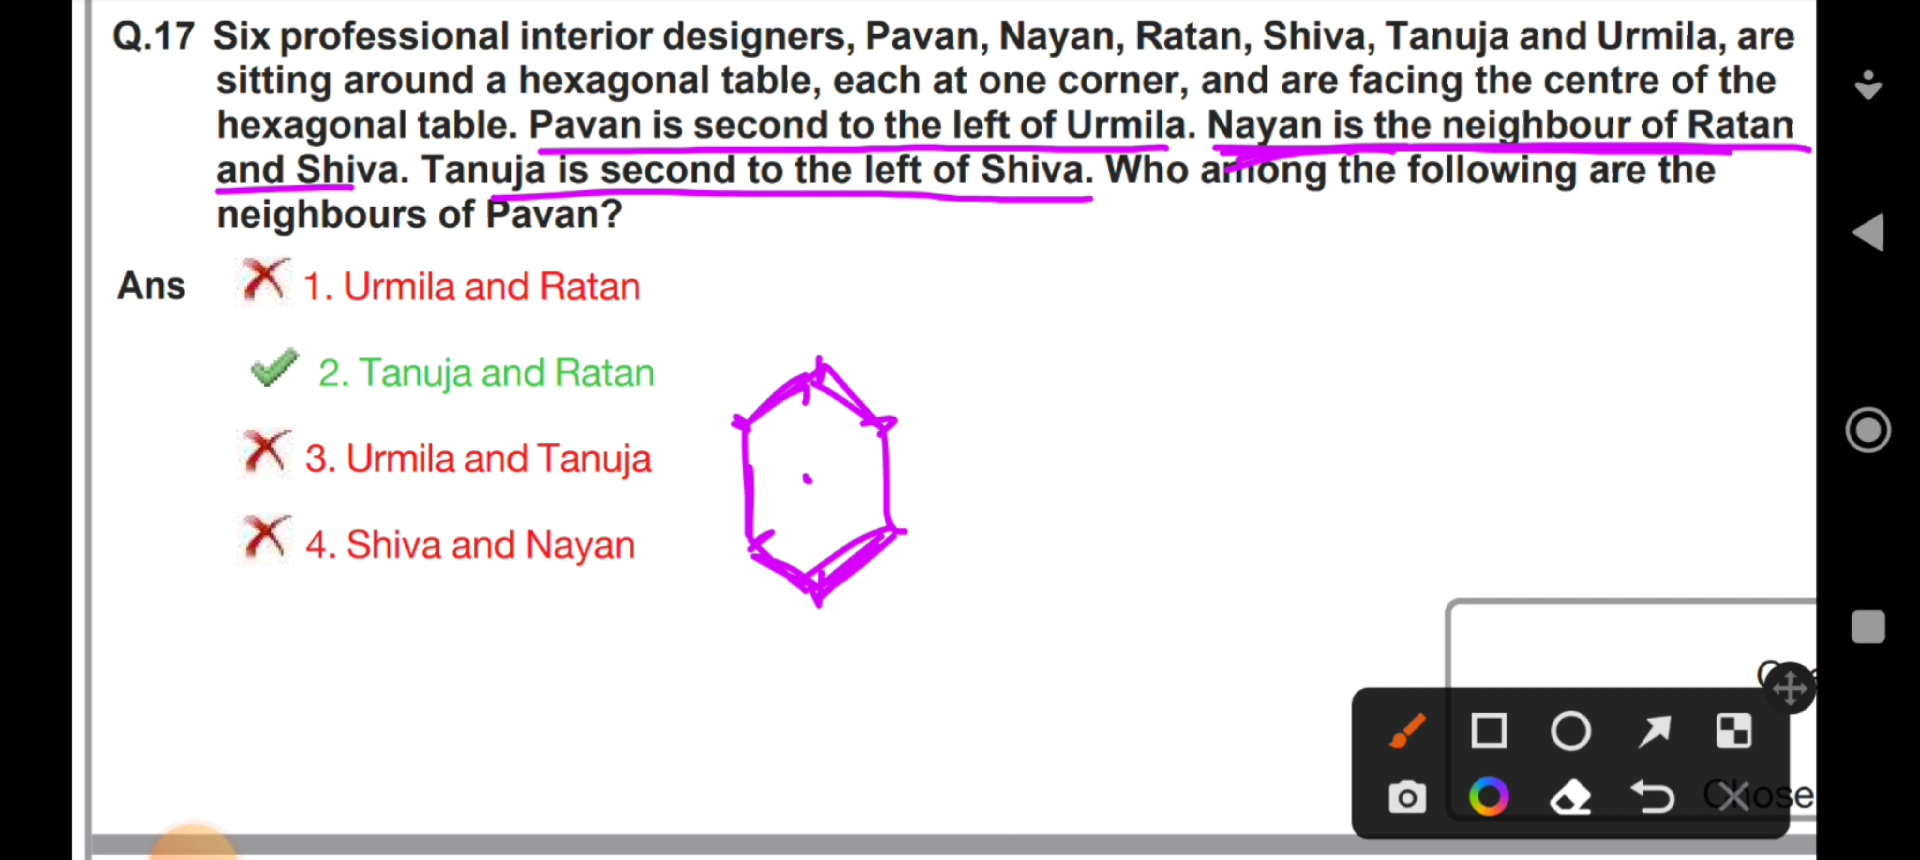 Q.17 Six professional interior designers, Pavan, Nayan, Ratan, Shiva, Tanuja and Urmila, are
sitting around a hexagonal table, each at one corner, and are facing the centre of the
hexagonal table. Pavan is second to the left of Urmila. Nayan is the neighbour of Ratan
and Shiva. Tanuja is second to the left of Shiva. Who among the following are the
neighbours of Pavan?
Ans 1. Urmila and Ratan
2. Tanuja and Ratan
3. Urmila and Tanuja
4. Shiva and Nayan